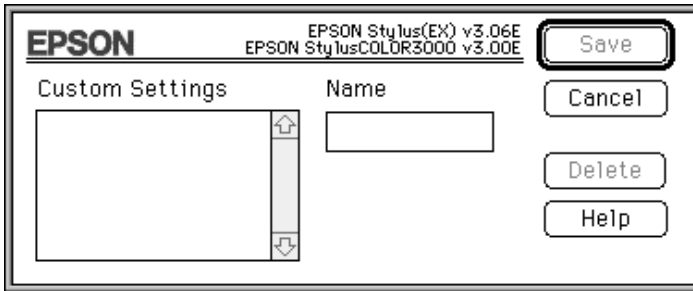 EPSON
EPSON Stylus(EX) v3.06E
EPSON StylusCOLOR3000 v3.00E
Save
Custom Settings
Name
Cancel
Delete
Help